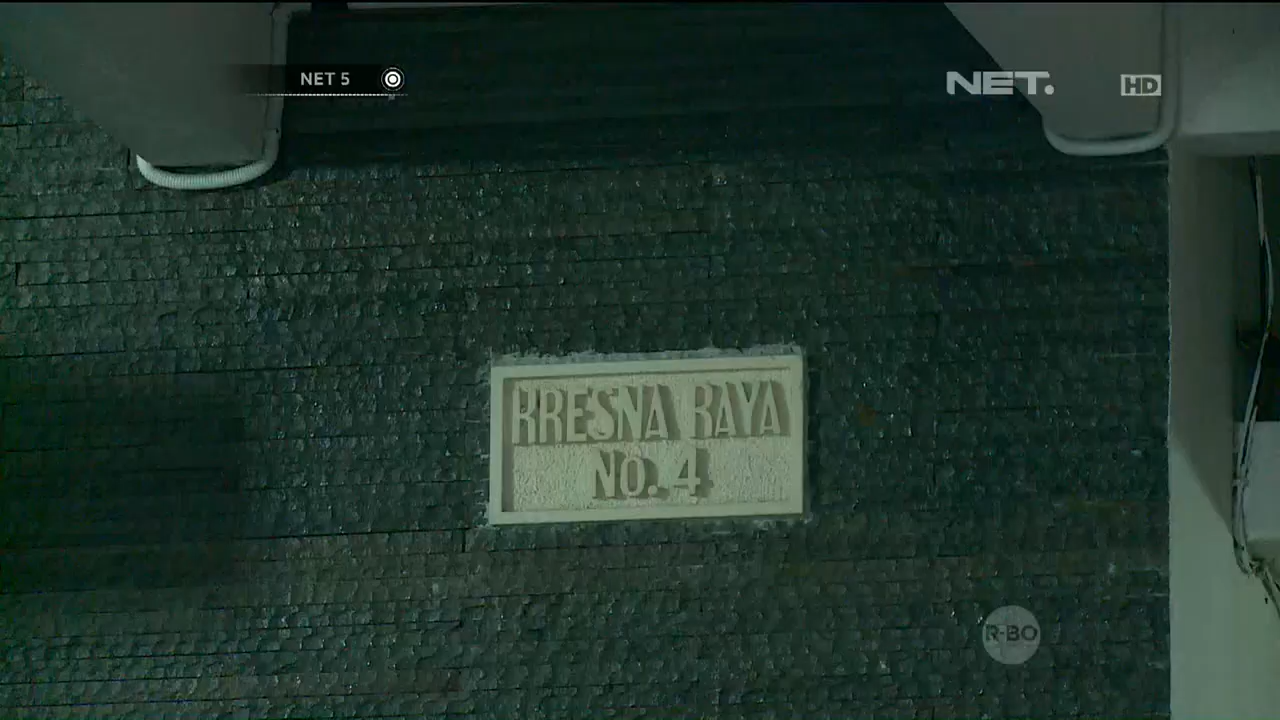 NET 5
NET.
HD
KRESNA RAYA
NO. 4
R-BO